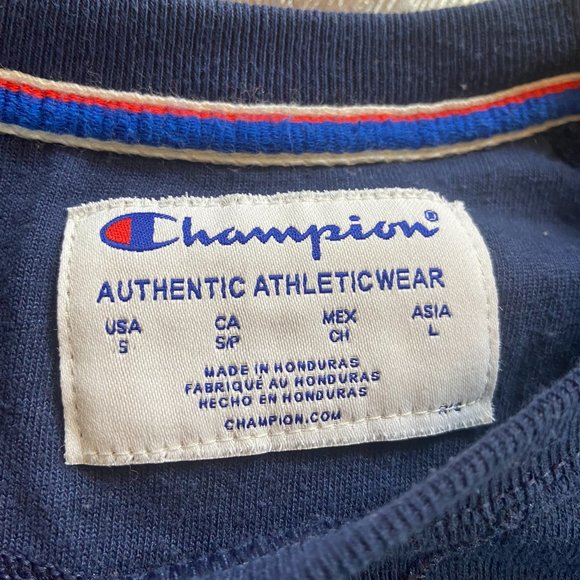 Champion®
AUTHENTIC ATHLETICWEAR
USA CA MEX ASIA
S S/P CH L
MADE IN HONDURAS
FABRIQUÉ AU HONDURAS
HECHO EN HONDURAS
CHAMPION.COM